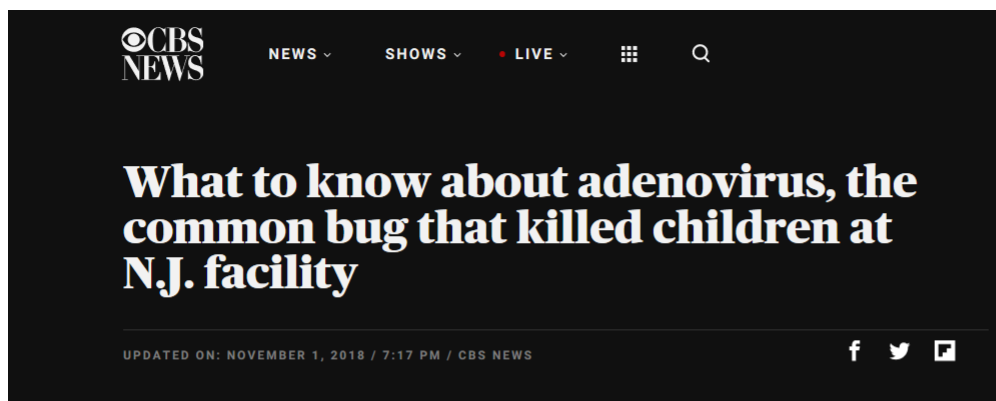 CBS NEWS
NEWS SHOWS LIVE
What to know about adenovirus, the
common bug that killed children at
N.J. facility
UPDATED ON: NOVEMBER 1, 2018 / 7:17 PM / CBS NEWS